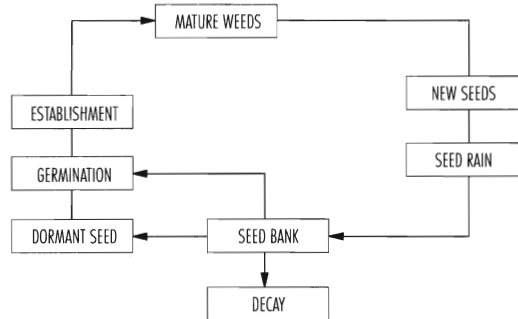 MATURE WEEDS
NEW SEEDS
ESTABLISHMENT
SEED RAIN
GERMINATION
DORMANT SEED
SEED BANK
DECAY